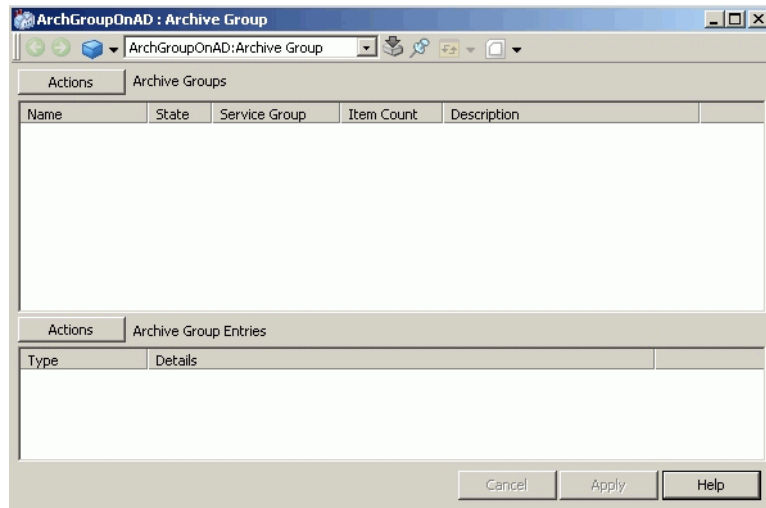 ArchGroupOnAD : Archive Group
ArchGroupOnAD:Archive Group
Actions Archive Groups
Name State Service Group Item Count Description
Actions Archive Group Entries
Type Details
Cancel Apply Help